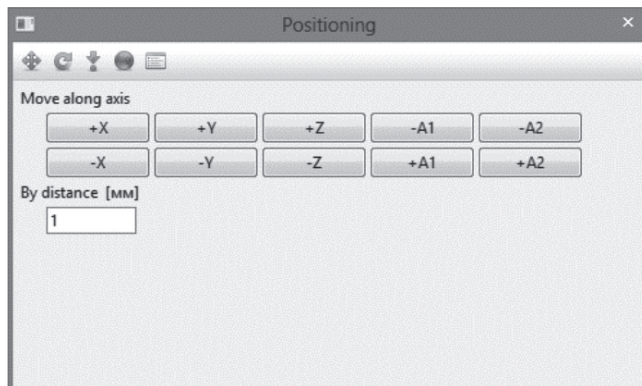 Positioning
Move along axis
+X +Y +Z -A1 -A2
-X -Y -Z +A1 +A2
By distance [мм]
1